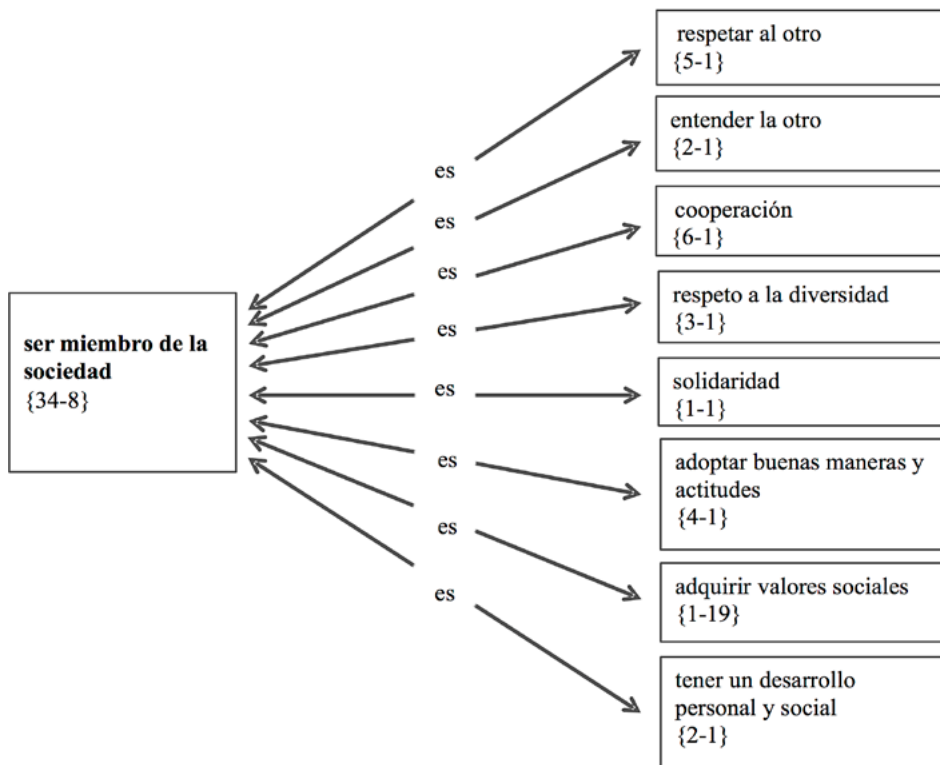 respetar al otro
{5-1}
es
entender la otro
{2-1}
es
cooperación
{6-1}
es
respeto a la diversidad
{3-1}
es
ser miembro de la
sociedad
{34-8}
solidaridad
{1-1}
es
adoptar buenas maneras y
actitudes
{4-1}
es
adquirir valores sociales
{1-19}
es
tener un desarrollo
personal y social
{2-1}
es